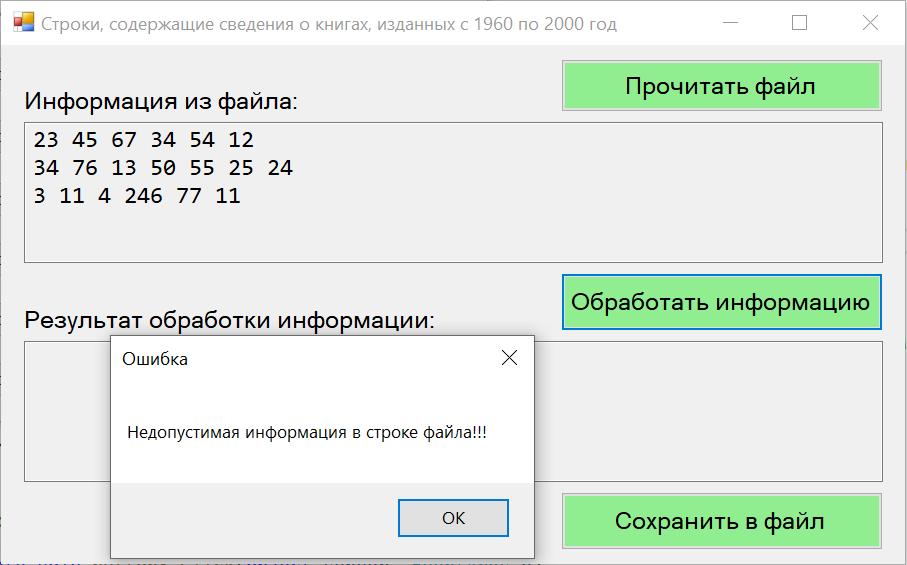 Строки, содержащие сведения о книгах, изданных с 1960 по 2000 год
Прочитать файл
Информация из файла:
23 45 67 34 54 12
34 76 13 50 55 25 24
3 11 4 246 77 11
Обработать информацию
Результат обработки информации:
Ошибка
Недопустимая информация в строке файла!!!
OK
Сохранить в файл